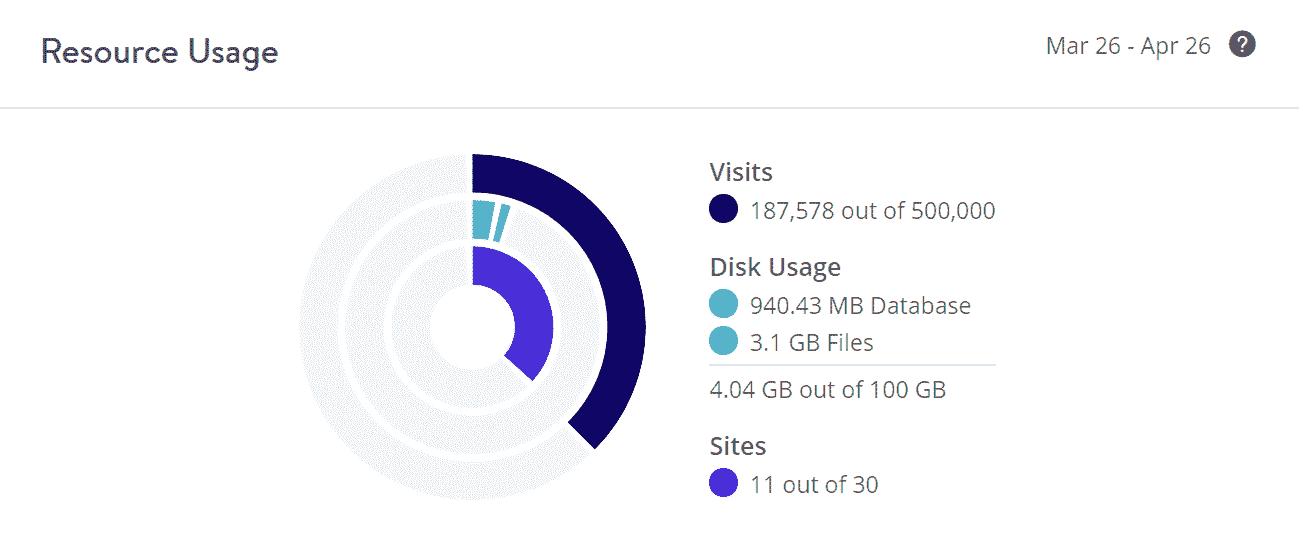 Resource Usage
Mar 26 - Apr 26 ?
Visits
187,578 out of 500,000
Disk Usage
940.43 MB Database
3.1 GB Files
4.04 GB out of 100 GB
Sites
11 out of 30